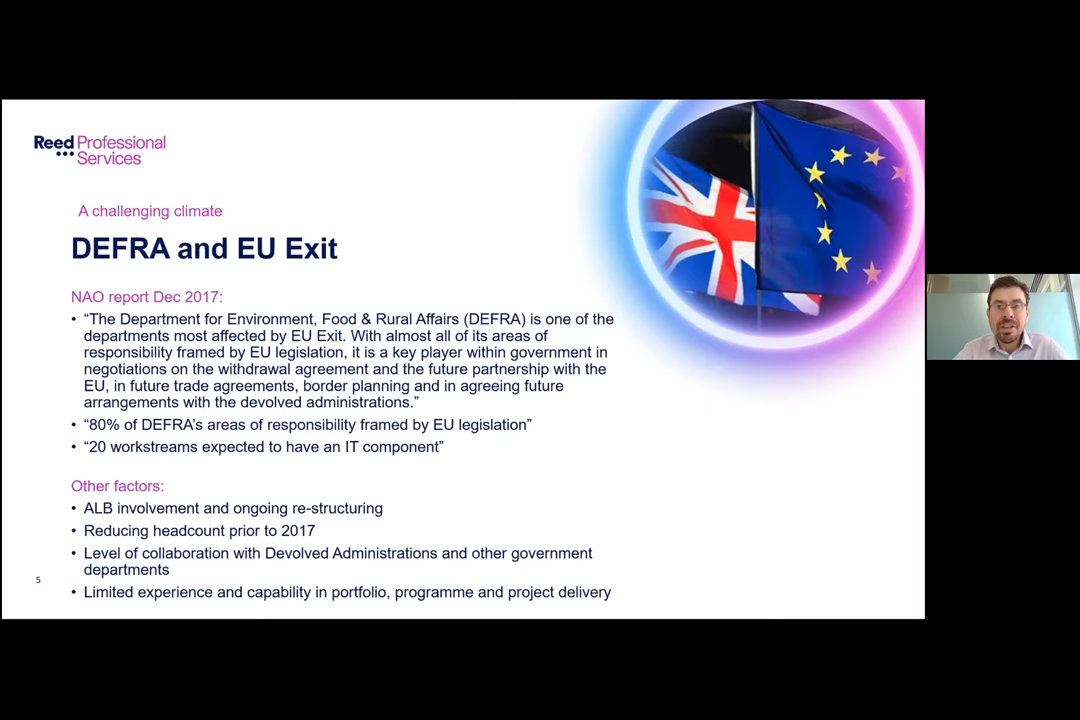 Reed Professional
Services
A challenging climate
DEFRA and EU Exit
NAO report Dec 2017:
• “The Department for Environment, Food & Rural Affairs (DEFRA) is one of the
departments most affected by EU Exit. With almost all of its areas of
responsibility framed by EU legislation, it is a key player within government in
negotiations on the withdrawal agreement and the future partnership with the
EU, in future trade agreements, border planning and in agreeing future
arrangements with the devolved administrations.”
• “80% of DEFRA’s areas of responsibility framed by EU legislation”
• “20 workstreams expected to have an IT component”
Other factors:
• ALB involvement and ongoing re-structuring
• Reducing headcount prior to 2017
• Level of collaboration with Devolved Administrations and other government
departments
• Limited experience and capability in portfolio, programme and project delivery
5